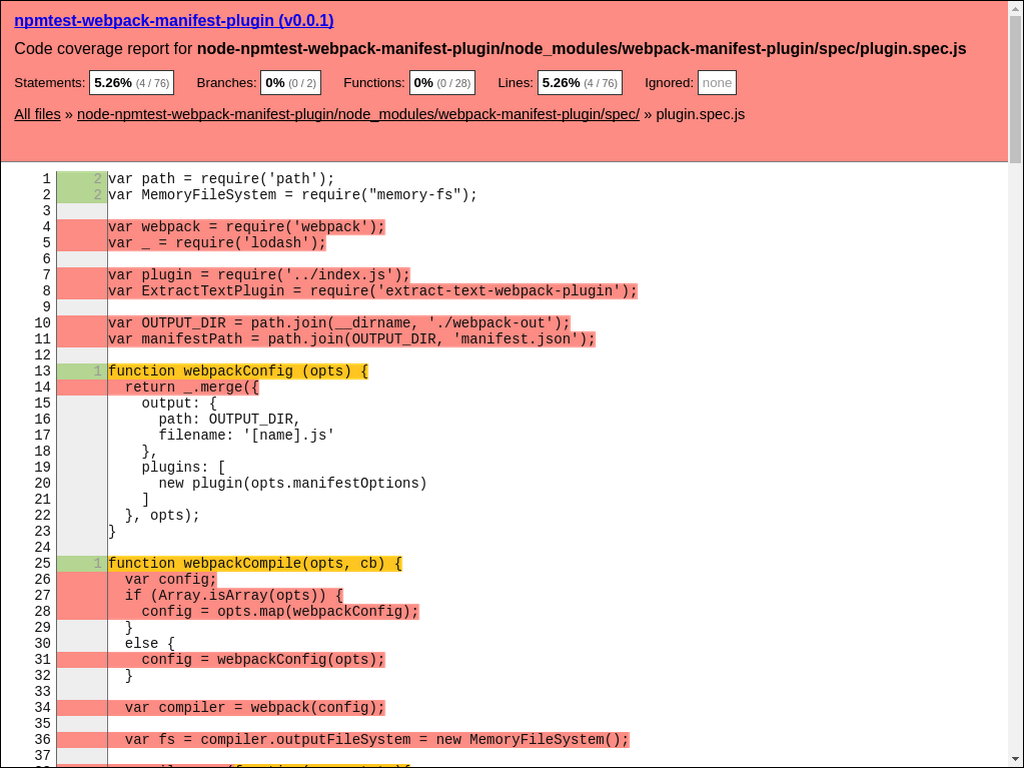 npmtest-webpack-manifest-plugin (v0.0.1)
Code coverage report for node-npmtest-webpack-manifest-plugin/node_modules/webpack-manifest-plugin/spec/plugin.spec.js
Statements: 5.26% (4 / 76) Branches: 0% (0 / 2) Functions: 0% (0 / 28) Lines: 5.26% (4 / 76) Ignored: none
All files » node-npmtest-webpack-manifest-plugin/node_modules/webpack-manifest-plugin/spec/ » plugin.spec.js
1 2 var path = require('path');
2 2 var MemoryFileSystem = require("memory-fs");
3
4 var webpack = require('webpack');
5 var _ = require('lodash');
6
7 var plugin = require('../index.js');
8 var ExtractTextPlugin = require('extract-text-webpack-plugin');
9
10 var OUTPUT_DIR = path.join(__dirname, './webpack-out');
11 var manifestPath = path.join(OUTPUT_DIR, 'manifest.json');
12
13 1 function webpackConfig (opts) {
14 return _.merge({
15 output: {
16 path: OUTPUT_DIR,
17 filename: '[name].js'
18 },
19 plugins: [
20 new plugin(opts.manifestOptions)
21 ]
22 }, opts);
23 }
24
25 1 function webpackCompile(opts, cb) {
26 var config;
27 if (Array.isArray(opts)) {
28 config = opts.map(webpackConfig);
29 }
30 else {
31 config = webpackConfig(opts);
32 }
33
34 var compiler = webpack(config);
35
36 var fs = compiler.outputFileSystem = new MemoryFileSystem();
37